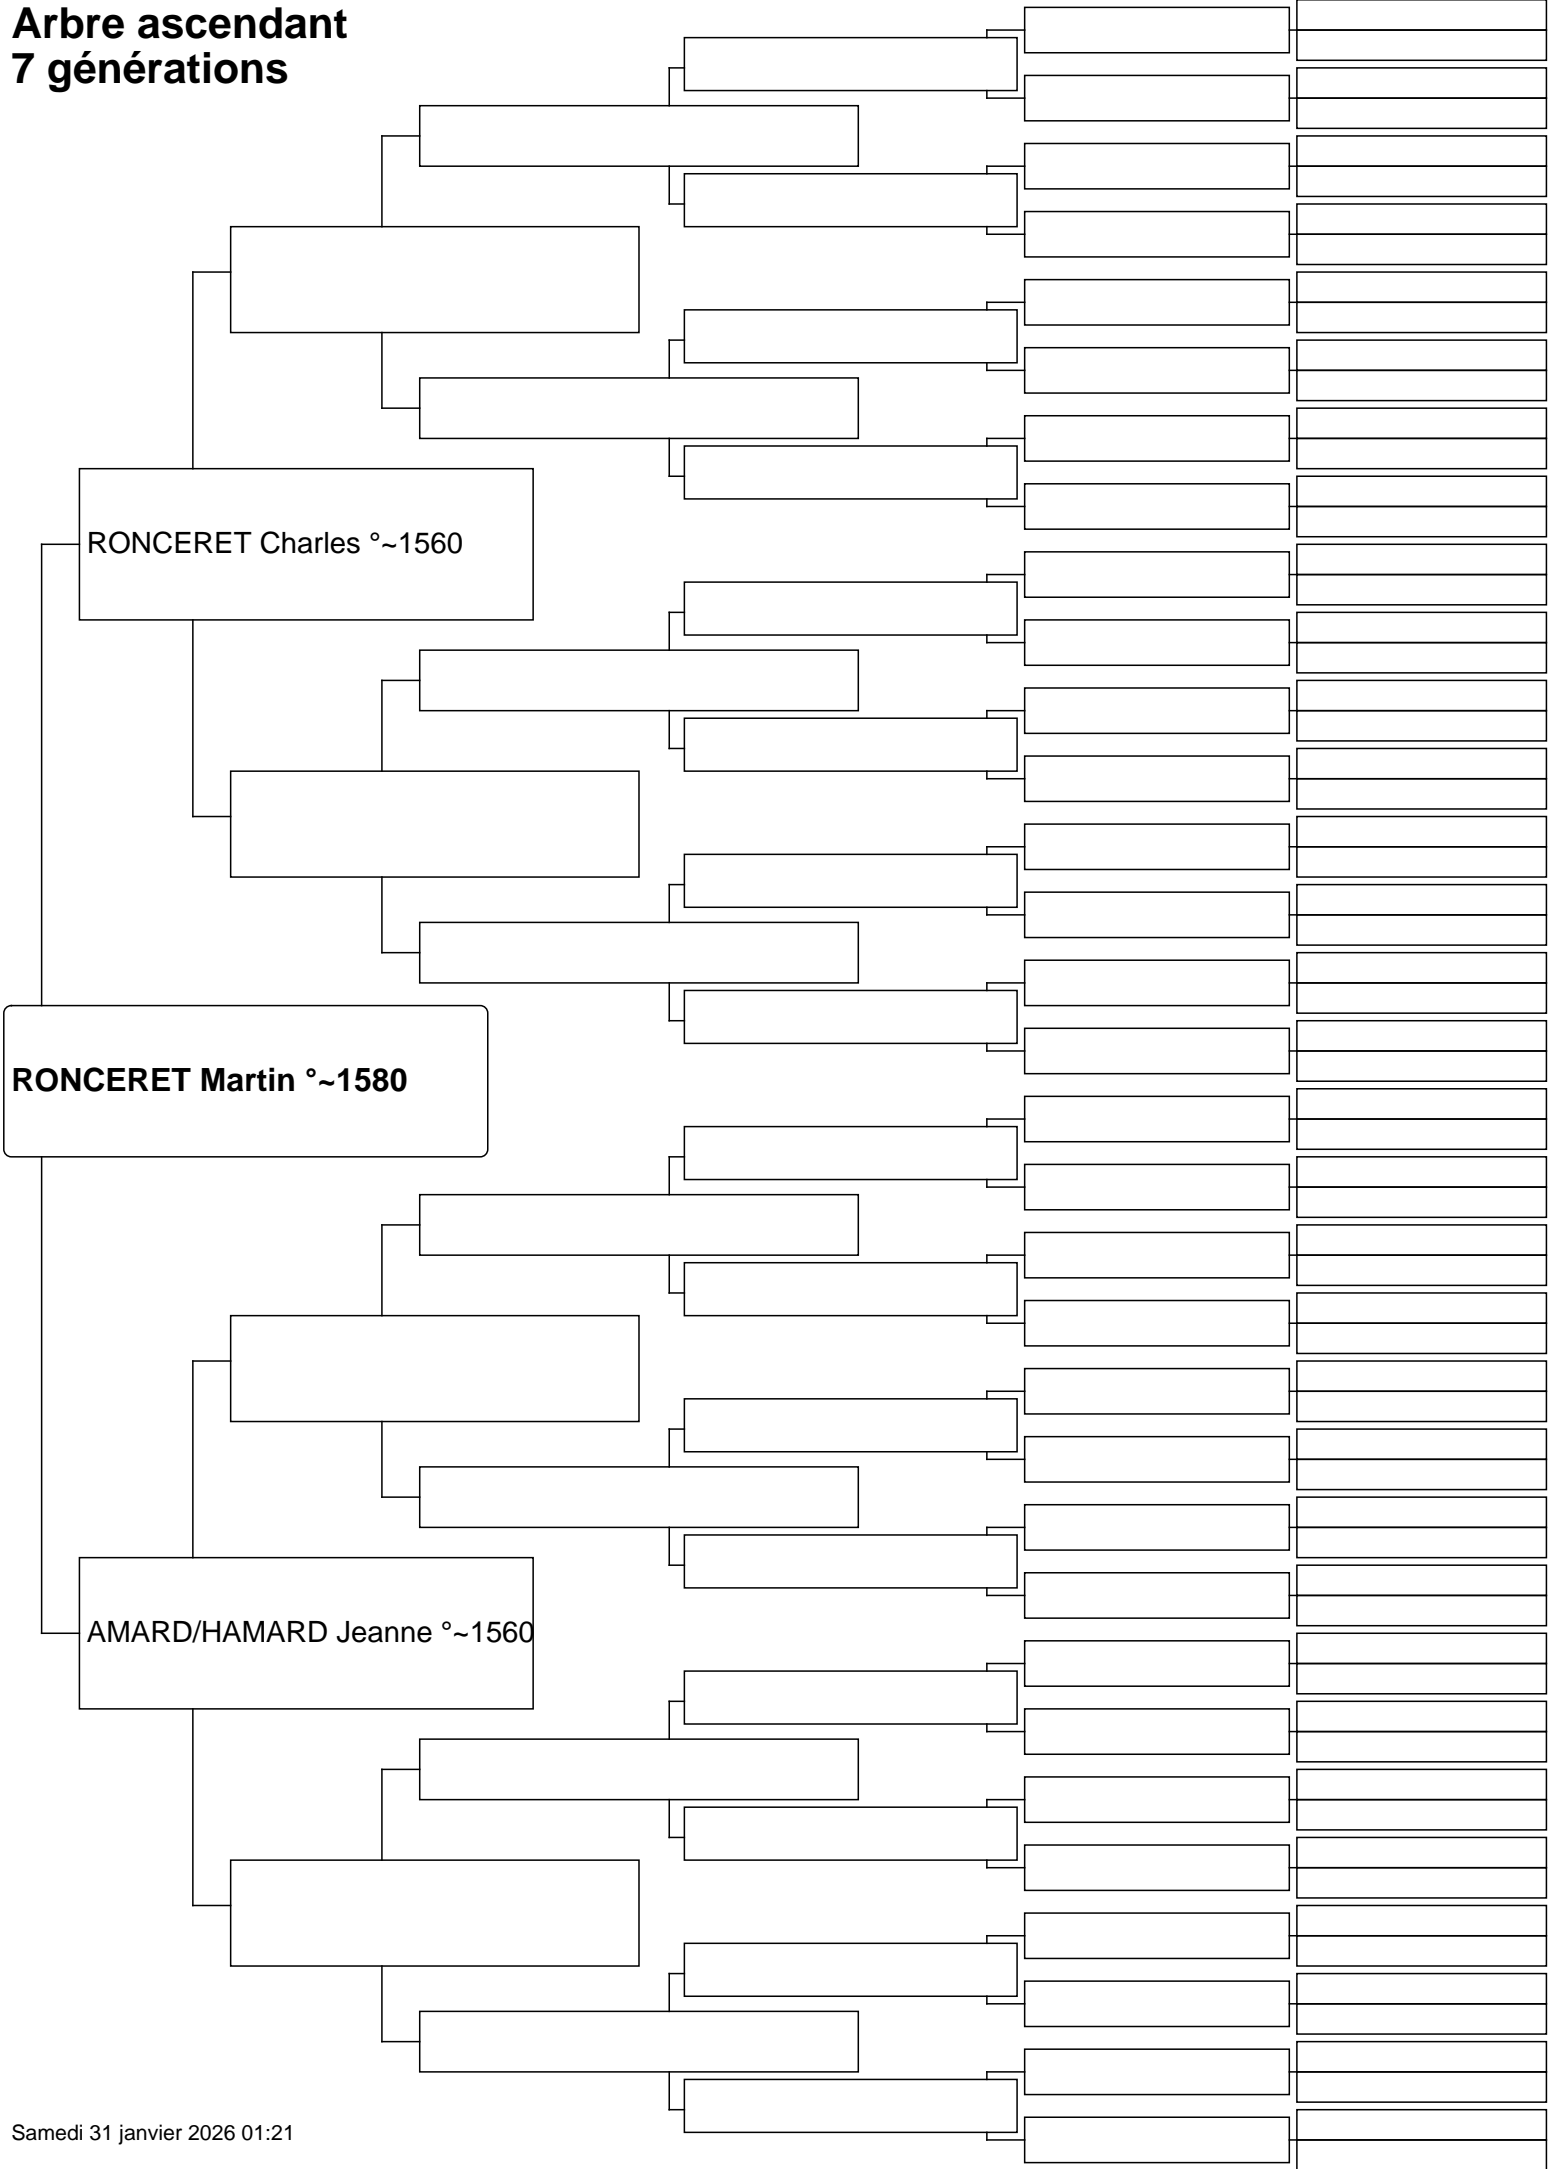 Arbre ascendant
7 générations
RONCERET Charles °~1560
RONCERET Martin °~1580
AMARD/HAMARD Jeanne °~1560
Samedi 31 janvier 2026 01:21